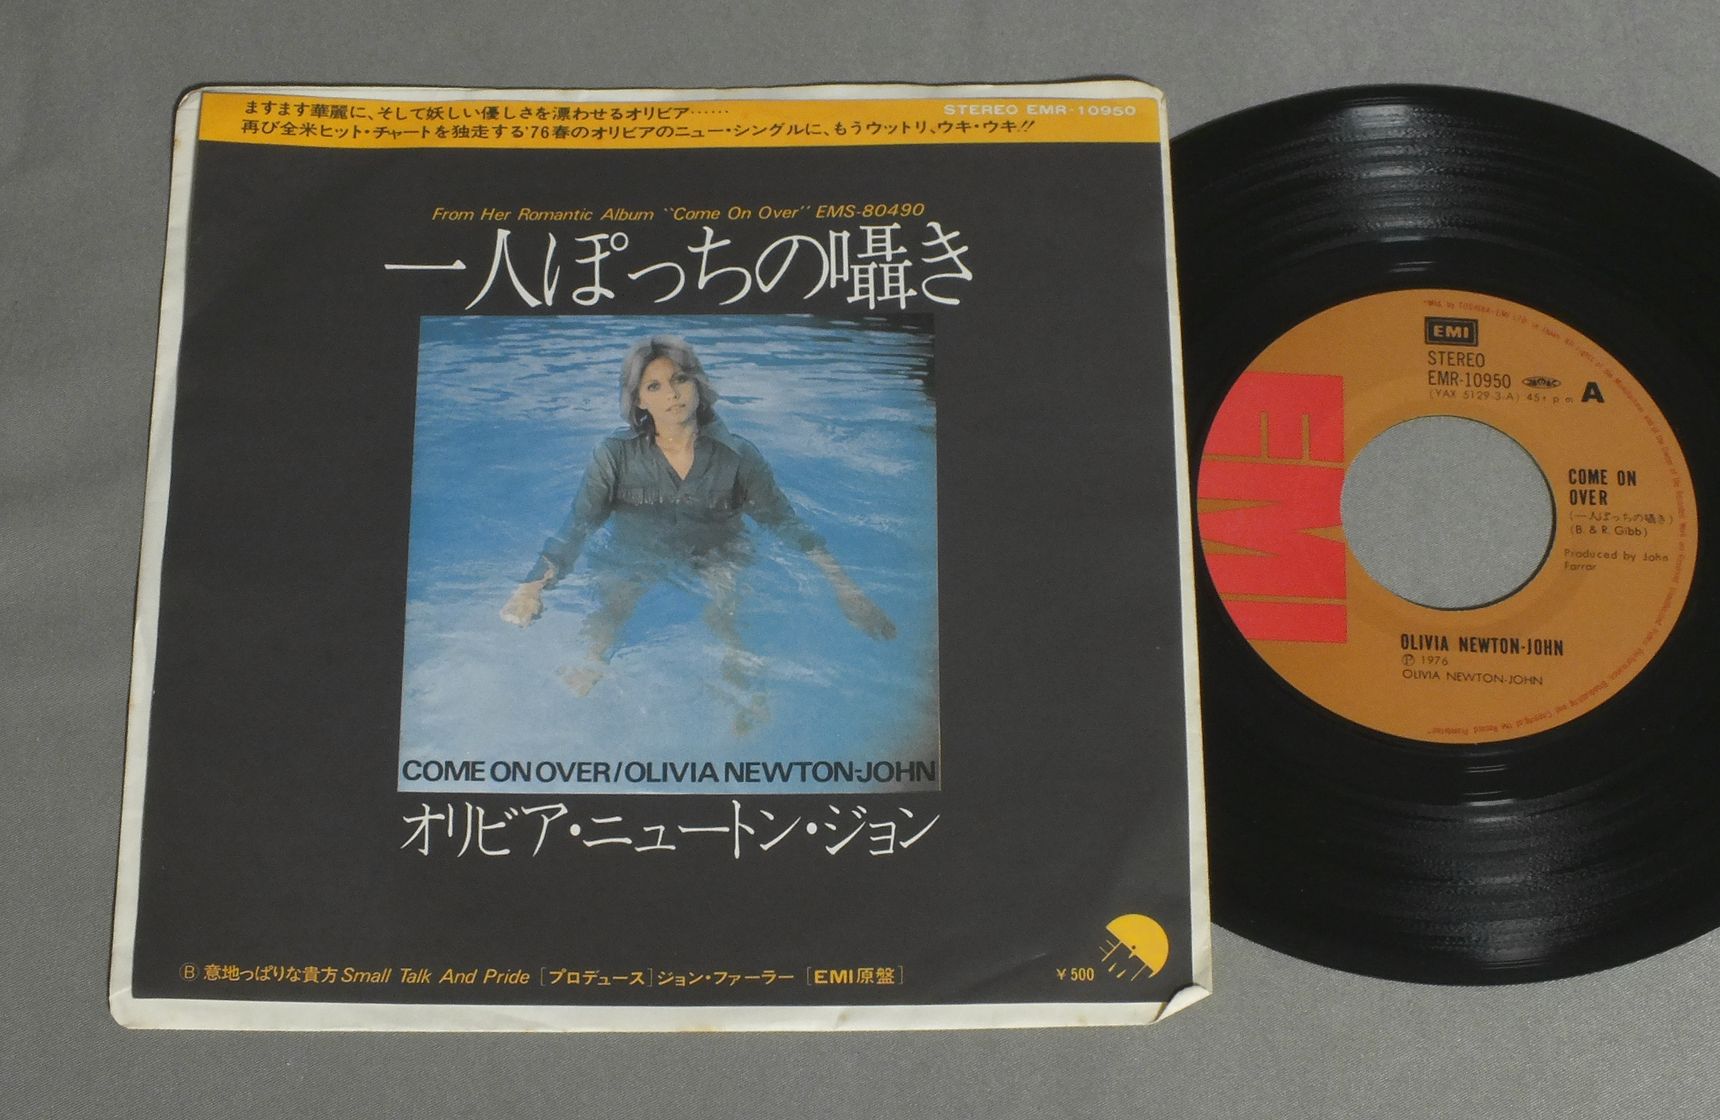 ますます華麗に、そして妖しい優しさを漂わせるオリビア……
再び全米ヒット・チャートを独走する'76春のオリビアのニュー・シングルに、もうウットリ、ウキ・ウキ!!
STEREO EMR-10950
From Her Romantic Album "Come On Over" EMS-80490
一人ぽっちの囁き
COME ON OVER/OLIVIA NEWTON-JOHN
オリビア・ニュートン・ジョン
Ⓑ意地っぱりな貴方 Small Talk And Pride [プロデュース]ジョン・ファーラー [EMI原盤]
￥500
EMI
STEREO
EMR-10950
(YAX 5129-3-A) 45rpm
A
EMI
COME ON
OVER
(一人ぽっちの囁き)
(B. & R. Gibb)
Produced by John
Farrar
OLIVIA NEWTON-JOHN
Ⓟ 1976
OLIVIA NEWTON-JOHN